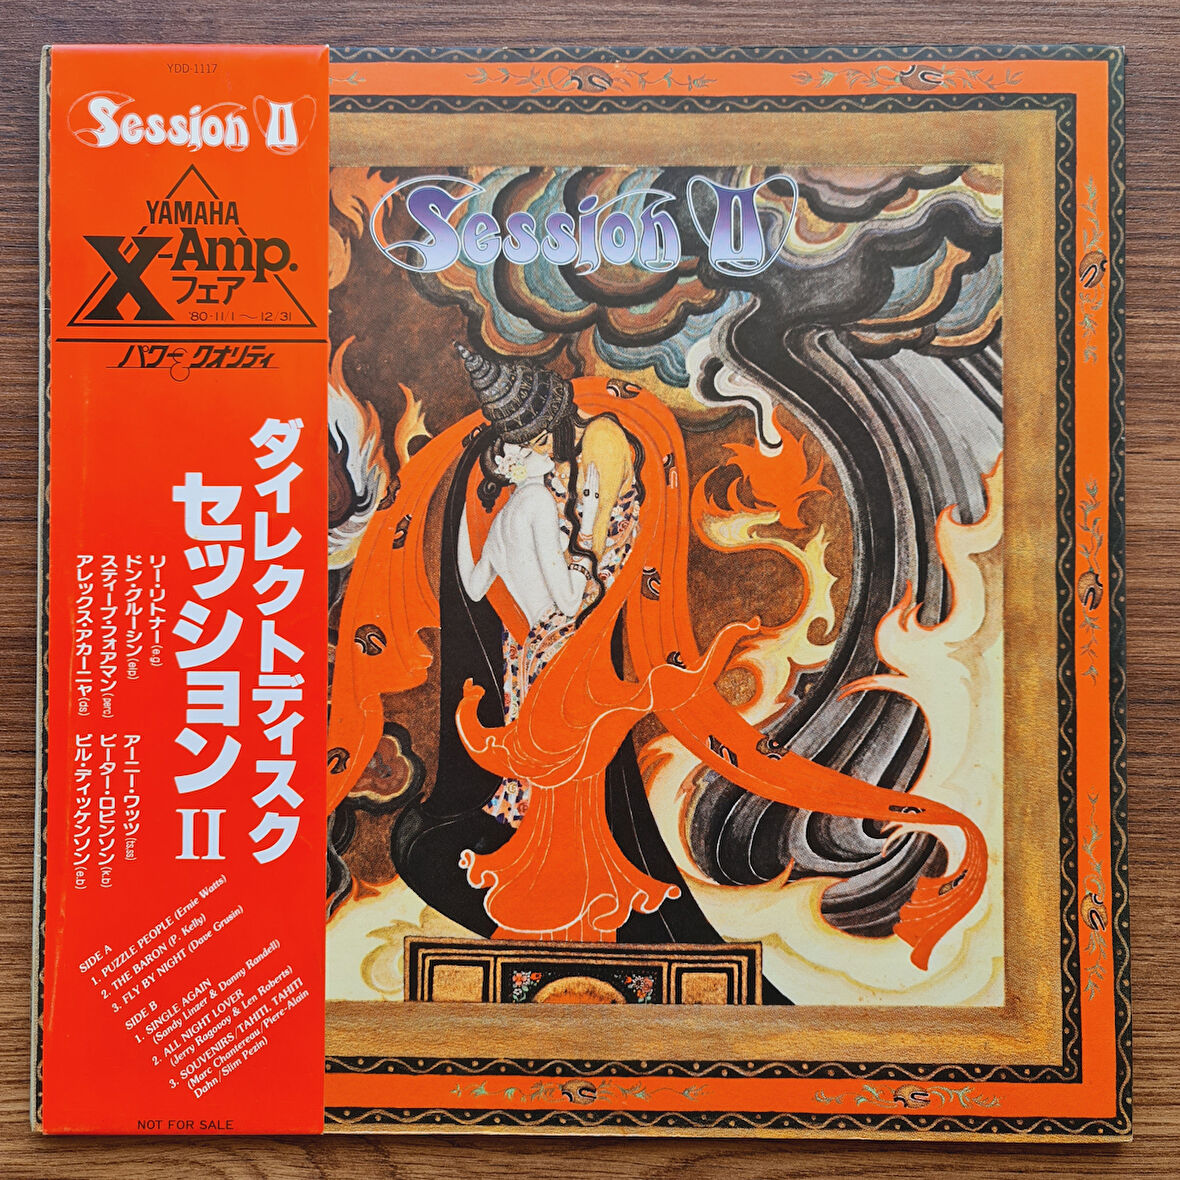 YDD-1117
Session II
YAMAHA
X-Amp.
フェア
'80-11/1～12/31
パワー&クオリティ
ダイレクトディスク
セッション II
リー・リトナー(e.g)
ドン・グルーシン(e.p)
スティーブ・フォアマン(perc)
アレックス・アカーニャ(ds)
アーニー・ワッツ(ts.ss)
ピーター・ロビンソン(k.b)
ビル・ディッケンソン(e.b)
SIDE A
1. PUZZLE PEOPLE (Ernie Watts)
2. THE BARON (P. Kelly)
3. FLY BY NIGHT (Dave Grusin)
SIDE B
1. SINGLE AGAIN
(Sandy Linzer & Danny Randell)
2. ALL NIGHT LOVER
(Jerry Ragovoy & Len Roberts)
3. SOUVENIRS/TAHITI, TAHITI
(Marc Chantereau/Piere-Alain
Dahn/Slim Pezin)
NOT FOR SALE
Session II